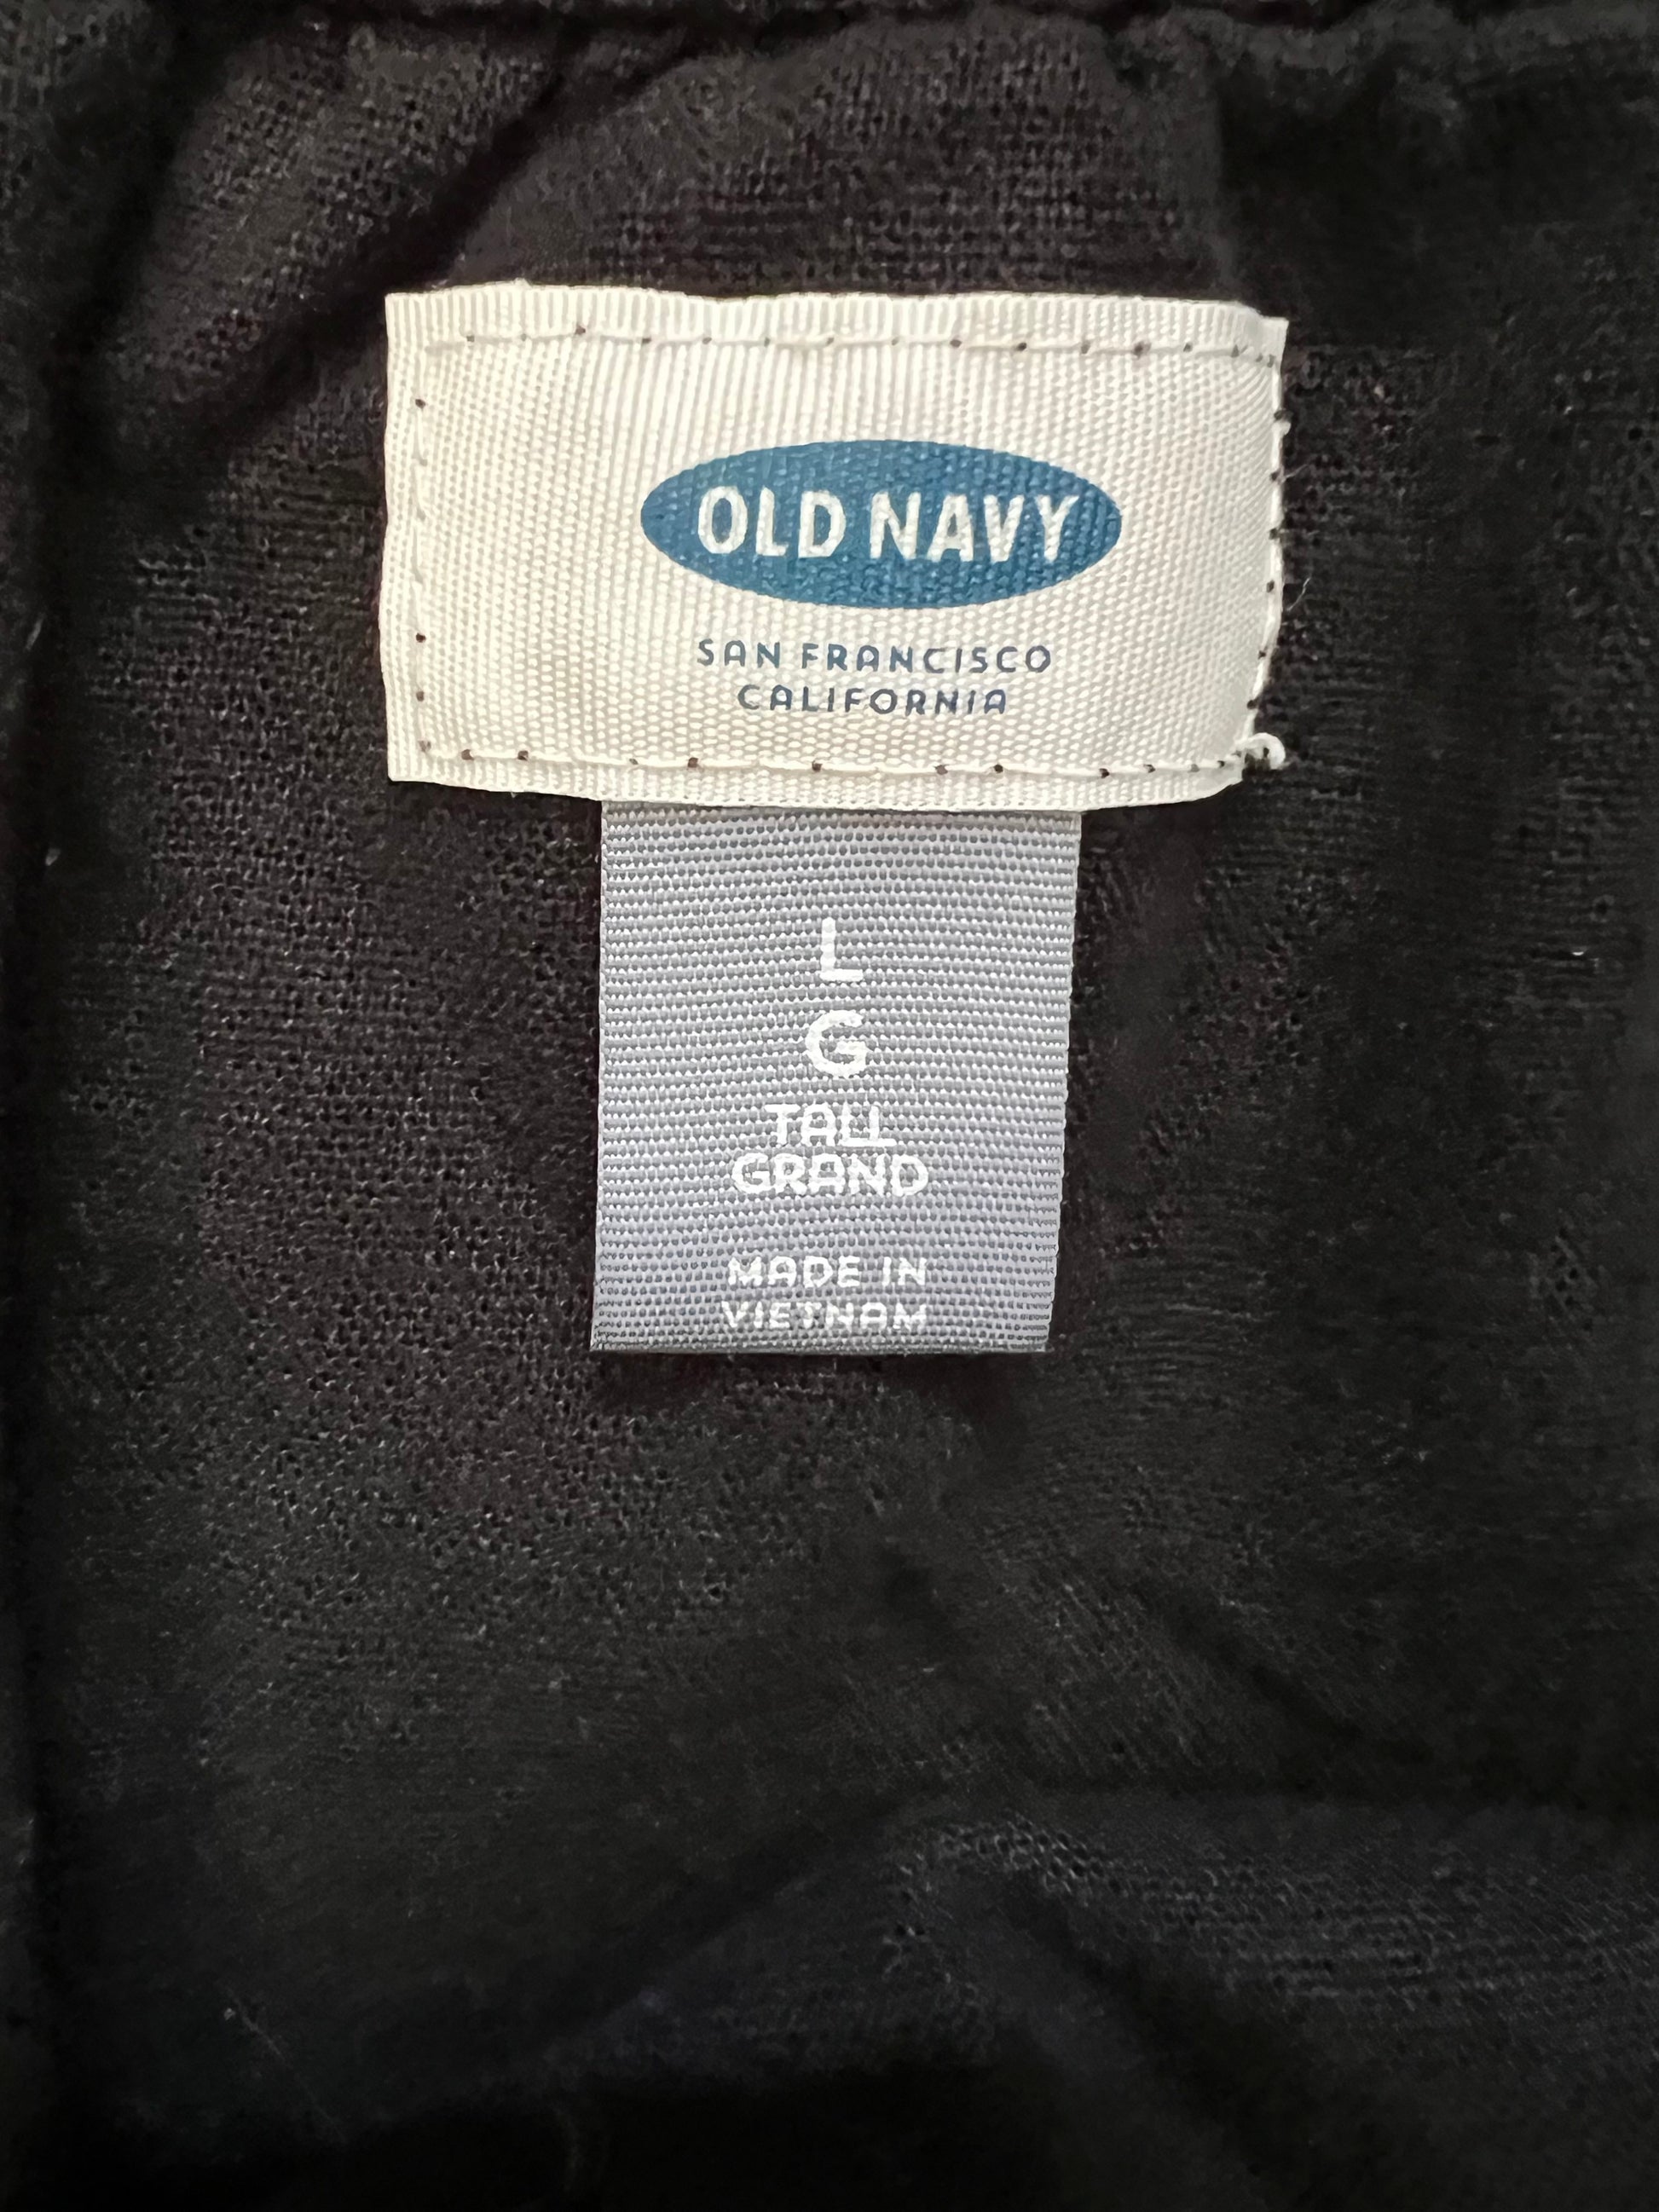 OLD NAVY
SAN FRANCISCO
CALIFORNIA
L
G
TALL
GRAND
MADE IN
VIETNAM